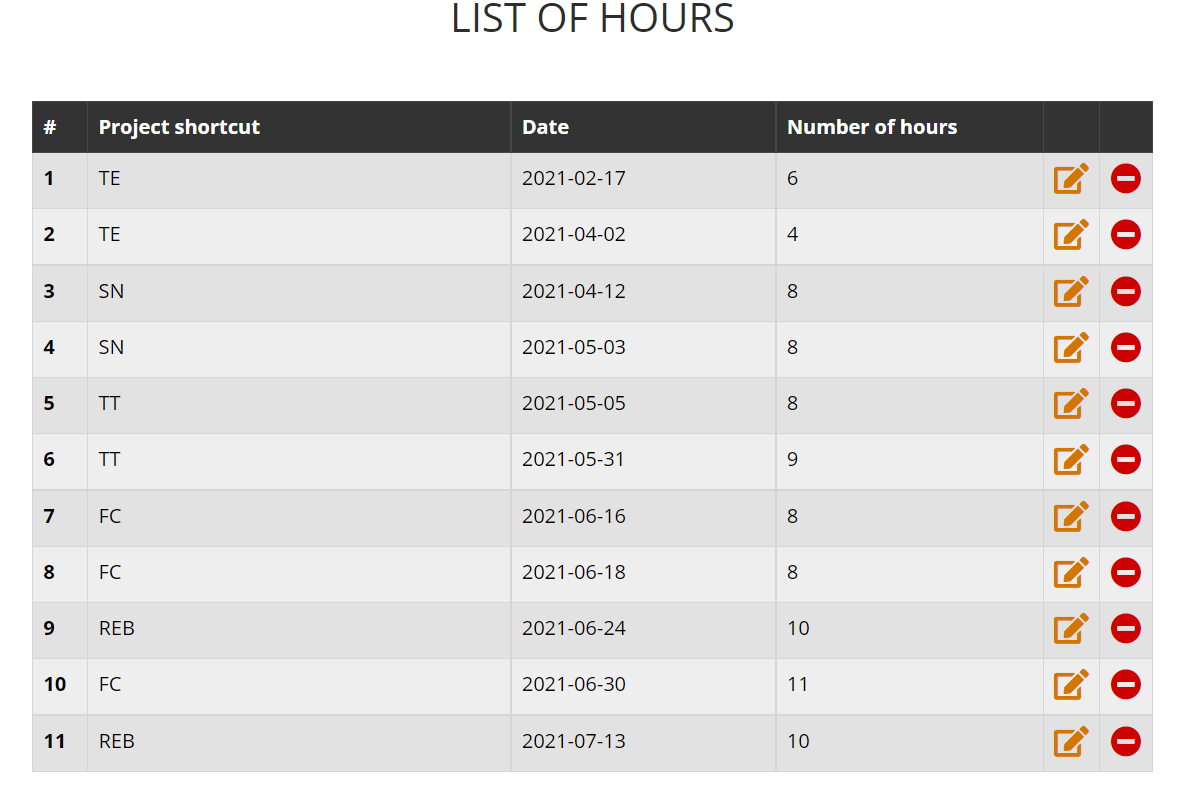 LIST OF HOURS
# Project shortcut Date Number of hours
1 TE 2021-02-17 6
2 TE 2021-04-02 4
3 SN 2021-04-12 8
4 SN 2021-05-03 8
5 TT 2021-05-05 8
6 TT 2021-05-31 9
7 FC 2021-06-16 8
8 FC 2021-06-18 8
9 REB 2021-06-24 10
10 FC 2021-06-30 11
11 REB 2021-07-13 10